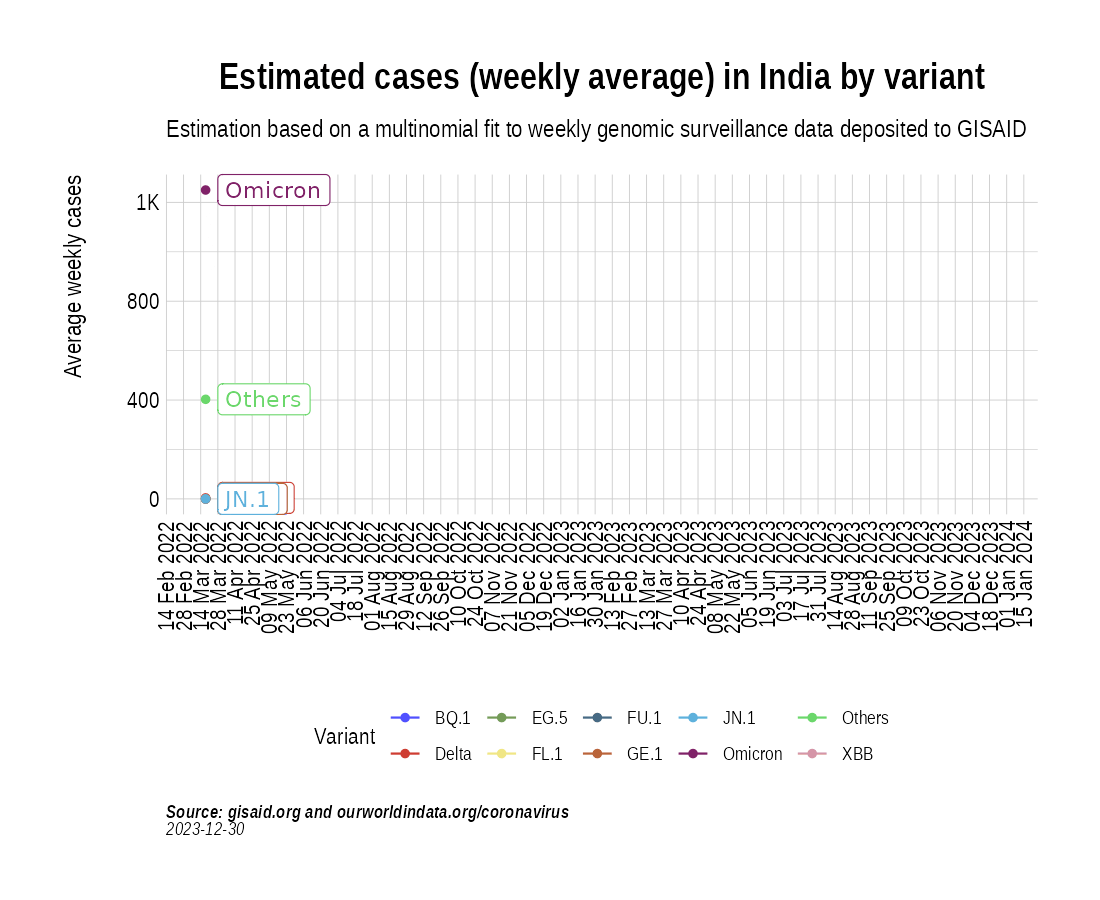 Estimated cases (weekly average) in India by variant
Estimation based on a multinomial fit to weekly genomic surveillance data deposited to GISAID
Average weekly cases
1K
800
400
0
Omicron
Others
JN.1
14 Feb 2022
28 Feb 2022
14 Mar 2022
28 Mar 2022
11 Apr 2022
25 Apr 2022
09 May 2022
23 May 2022
06 Jun 2022
20 Jun 2022
04 Jul 2022
18 Jul 2022
01 Aug 2022
15 Aug 2022
29 Aug 2022
12 Sep 2022
26 Sep 2022
10 Oct 2022
24 Oct 2022
07 Nov 2022
21 Nov 2022
05 Dec 2022
19 Dec 2022
02 Jan 2023
16 Jan 2023
30 Jan 2023
13 Feb 2023
27 Feb 2023
13 Mar 2023
27 Mar 2023
10 Apr 2023
24 Apr 2023
08 May 2023
22 May 2023
05 Jun 2023
19 Jun 2023
03 Jul 2023
17 Jul 2023
31 Jul 2023
14 Aug 2023
28 Aug 2023
11 Sep 2023
25 Sep 2023
09 Oct 2023
23 Oct 2023
06 Nov 2023
20 Nov 2023
04 Dec 2023
18 Dec 2023
01 Jan 2024
15 Jan 2024
Variant
BQ.1
EG.5
FU.1
JN.1
Others
Delta
FL.1
GE.1
Omicron
XBB
Source: gisaid.org and ourworldindata.org/coronavirus
2023-12-30